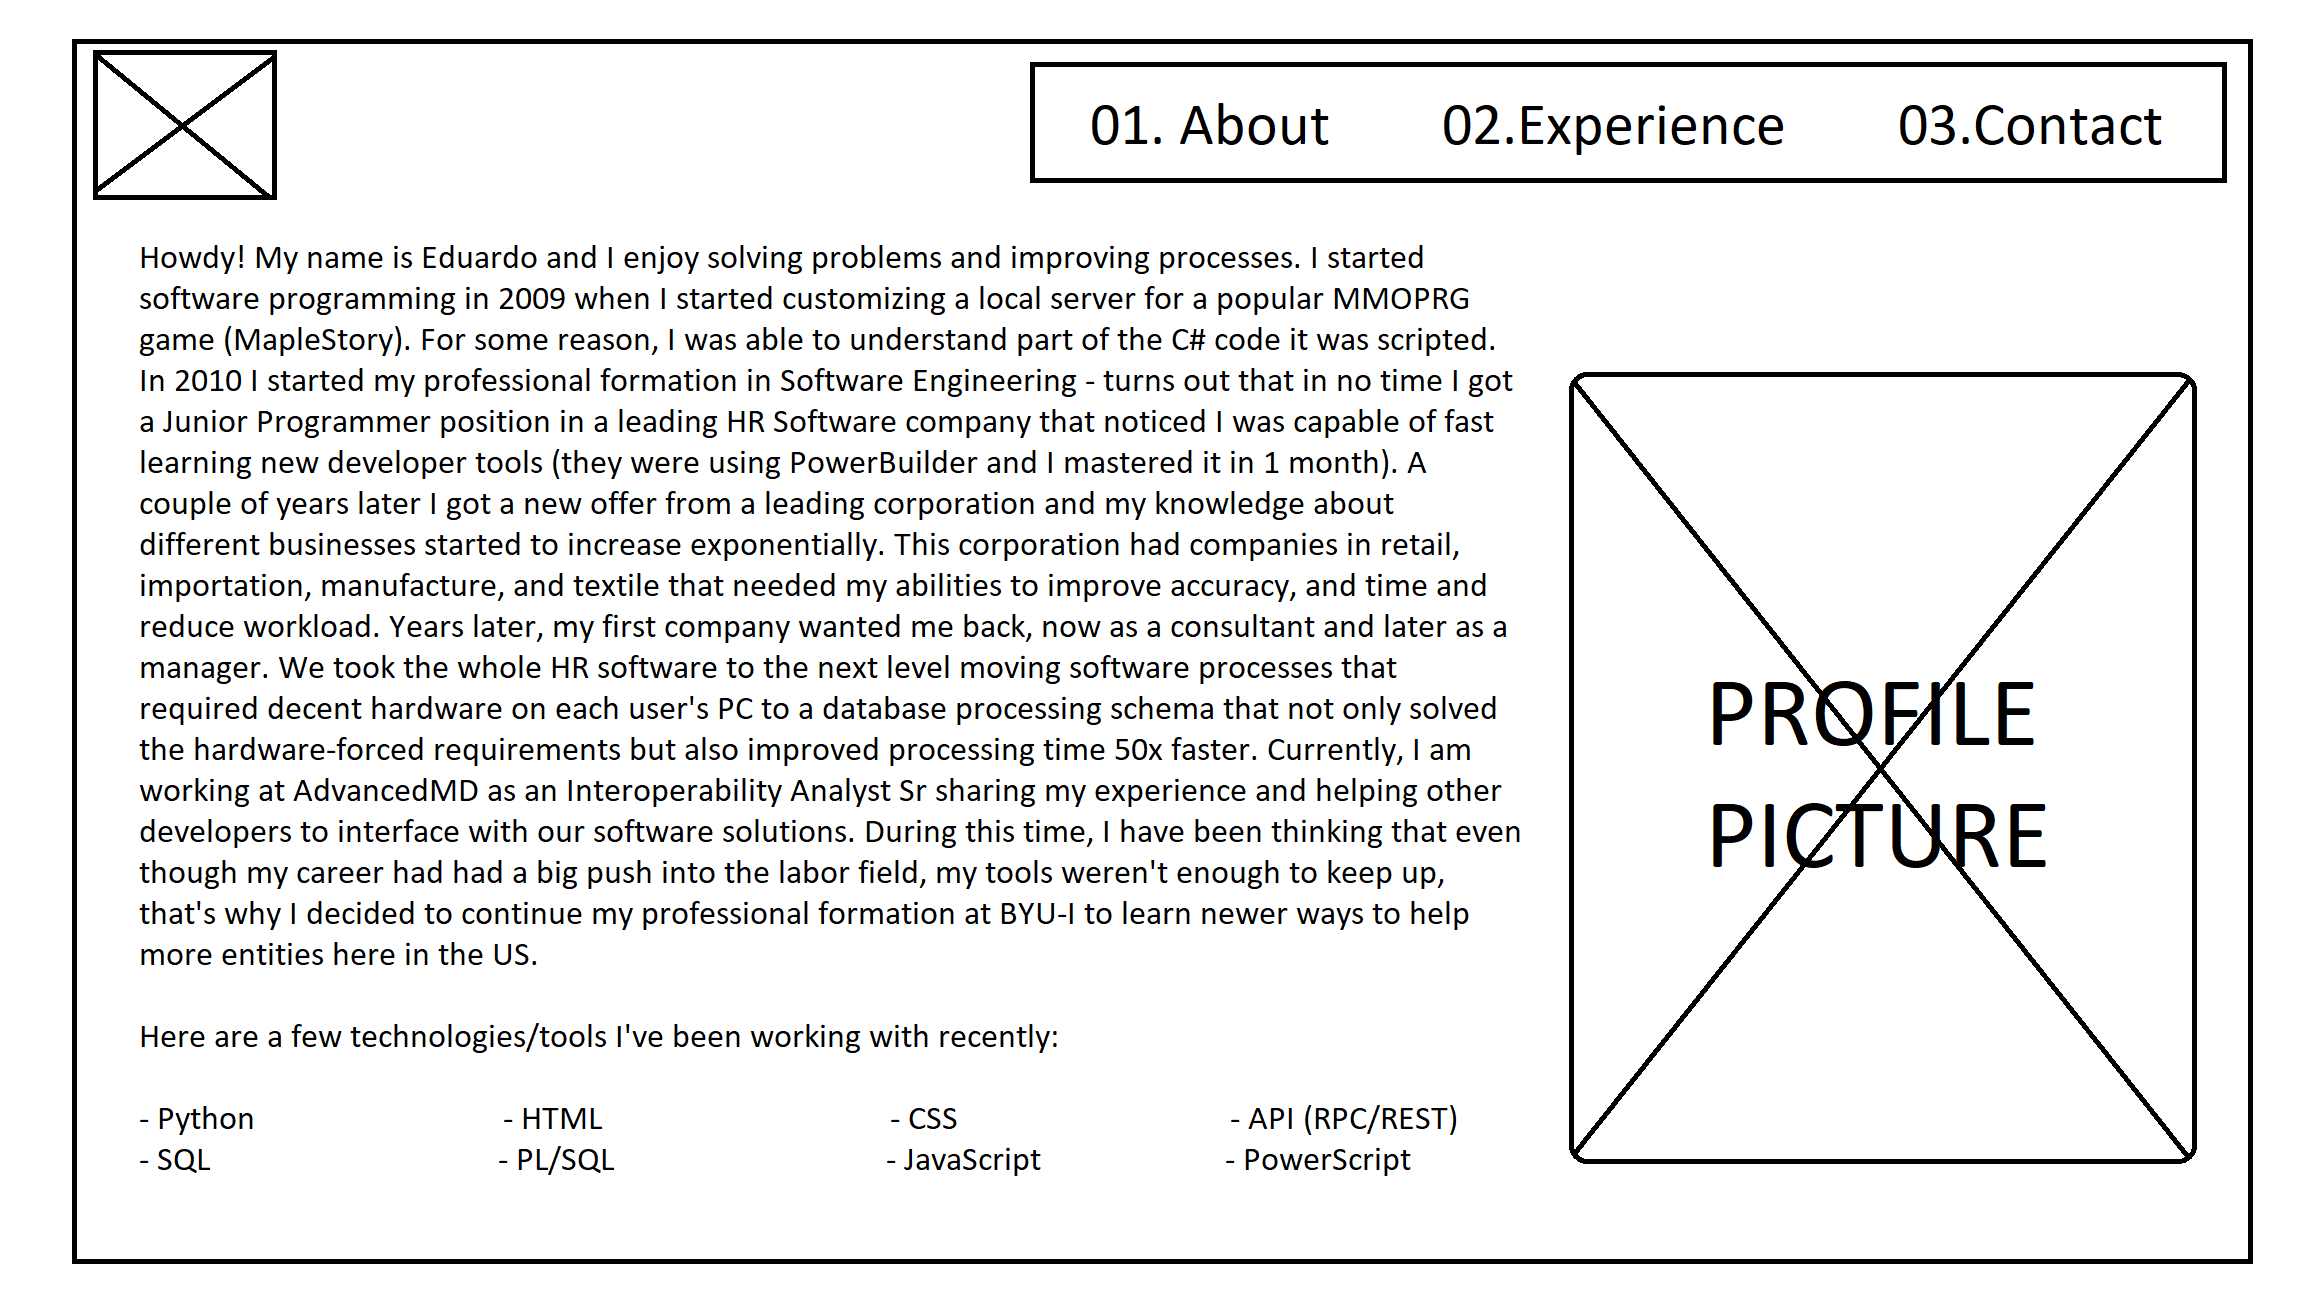 01. About 02.Experience 03.Contact
Howdy! My name is Eduardo and I enjoy solving problems and improving processes. I started
software programming in 2009 when I started customizing a local server for a popular MMOPRG
game (MapleStory). For some reason, I was able to understand part of the C# code it was scripted.
In 2010 I started my professional formation in Software Engineering - turns out that in no time I got
a Junior Programmer position in a leading HR Software company that noticed I was capable of fast
learning new developer tools (they were using PowerBuilder and I mastered it in 1 month). A
couple of years later I got a new offer from a leading corporation and my knowledge about
different businesses started to increase exponentially. This corporation had companies in retail,
importation, manufacture, and textile that needed my abilities to improve accuracy, and time and
reduce workload. Years later, my first company wanted me back, now as a consultant and later as a
manager. We took the whole HR software to the next level moving software processes that
required decent hardware on each user's PC to a database processing schema that not only solved
the hardware-forced requirements but also improved processing time 50x faster. Currently, I am
working at AdvancedMD as an Interoperability Analyst Sr sharing my experience and helping other
developers to interface with our software solutions. During this time, I have been thinking that even
though my career had had a big push into the labor field, my tools weren't enough to keep up,
that's why I decided to continue my professional formation at BYU-I to learn newer ways to help
more entities here in the US.
Here are a few technologies/tools I've been working with recently:
- Python - HTML - CSS - API (RPC/REST)
- SQL - PL/SQL - JavaScript - PowerScript
PROFILE
PICTURE